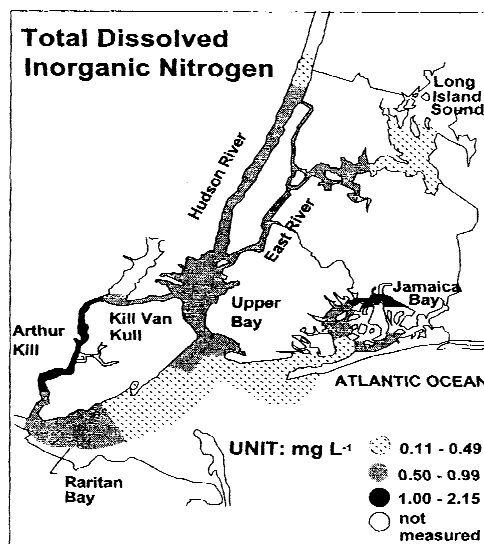 Total Dissolved
Inorganic Nitrogen
Long
Island
Sound
Hudson River
East River
Jamaica
Bay
Upper
Bay
Kill Van
Kull
Arthur
Kill
ATLANTIC OCEAN
Raritan
Bay
UNIT: mg L-1
0.11 - 0.49
0.50 - 0.99
1.00 - 2.15
not
measured